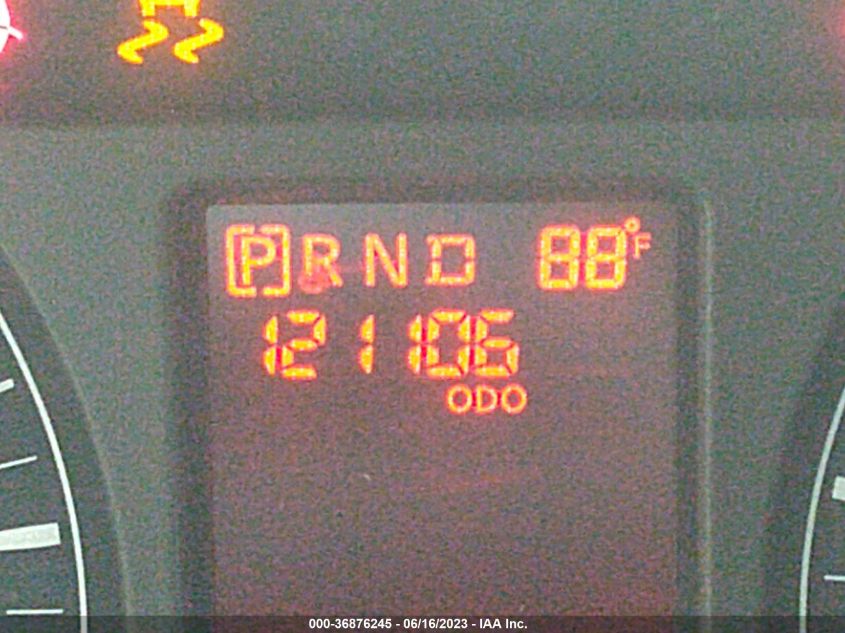 [P] R N D 88°F
121106
ODO
000-36876245 - 06/16/2023 - IAA Inc.